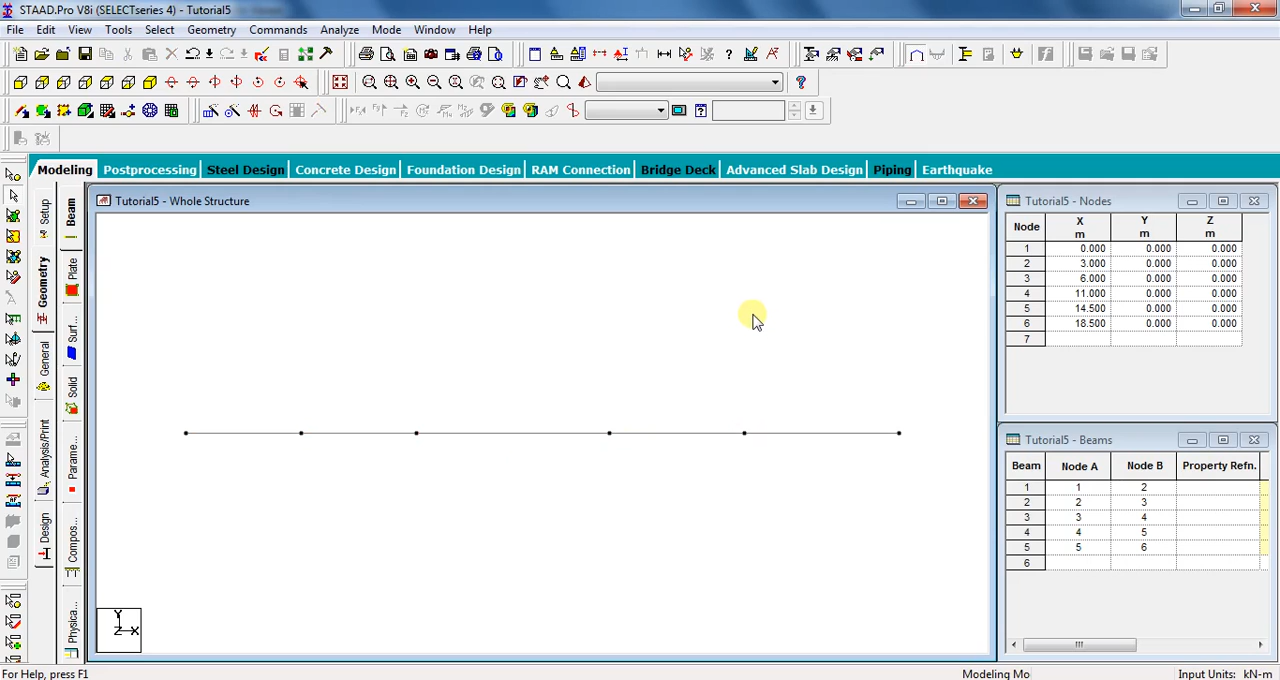 STAAD.Pro V8i (SELECTseries 4) - Tutorial5
File Edit View Tools Select Geometry Commands Analyze Mode Window Help
Modeling Postprocessing Steel Design Concrete Design Foundation Design RAM Connection Bridge Deck Advanced Slab Design Piping Earthquake
Setup
Geometry
General
Analysis/Print
Design
Beam
Plate
Surf...
Solid
Parame...
Compos...
Physica...
Tutorial5 - Whole Structure
Y
Z X
Tutorial5 - Nodes
Node X m Y m Z m
1 0.000 0.000 0.000
2 3.000 0.000 0.000
3 6.000 0.000 0.000
4 11.000 0.000 0.000
5 14.500 0.000 0.000
6 18.500 0.000 0.000
7
Tutorial5 - Beams
Beam Node A Node B Property Refn.
1 1 2
2 2 3
3 3 4
4 4 5
5 5 6
6
For Help, press F1 Modeling Mo Input Units: kN-m